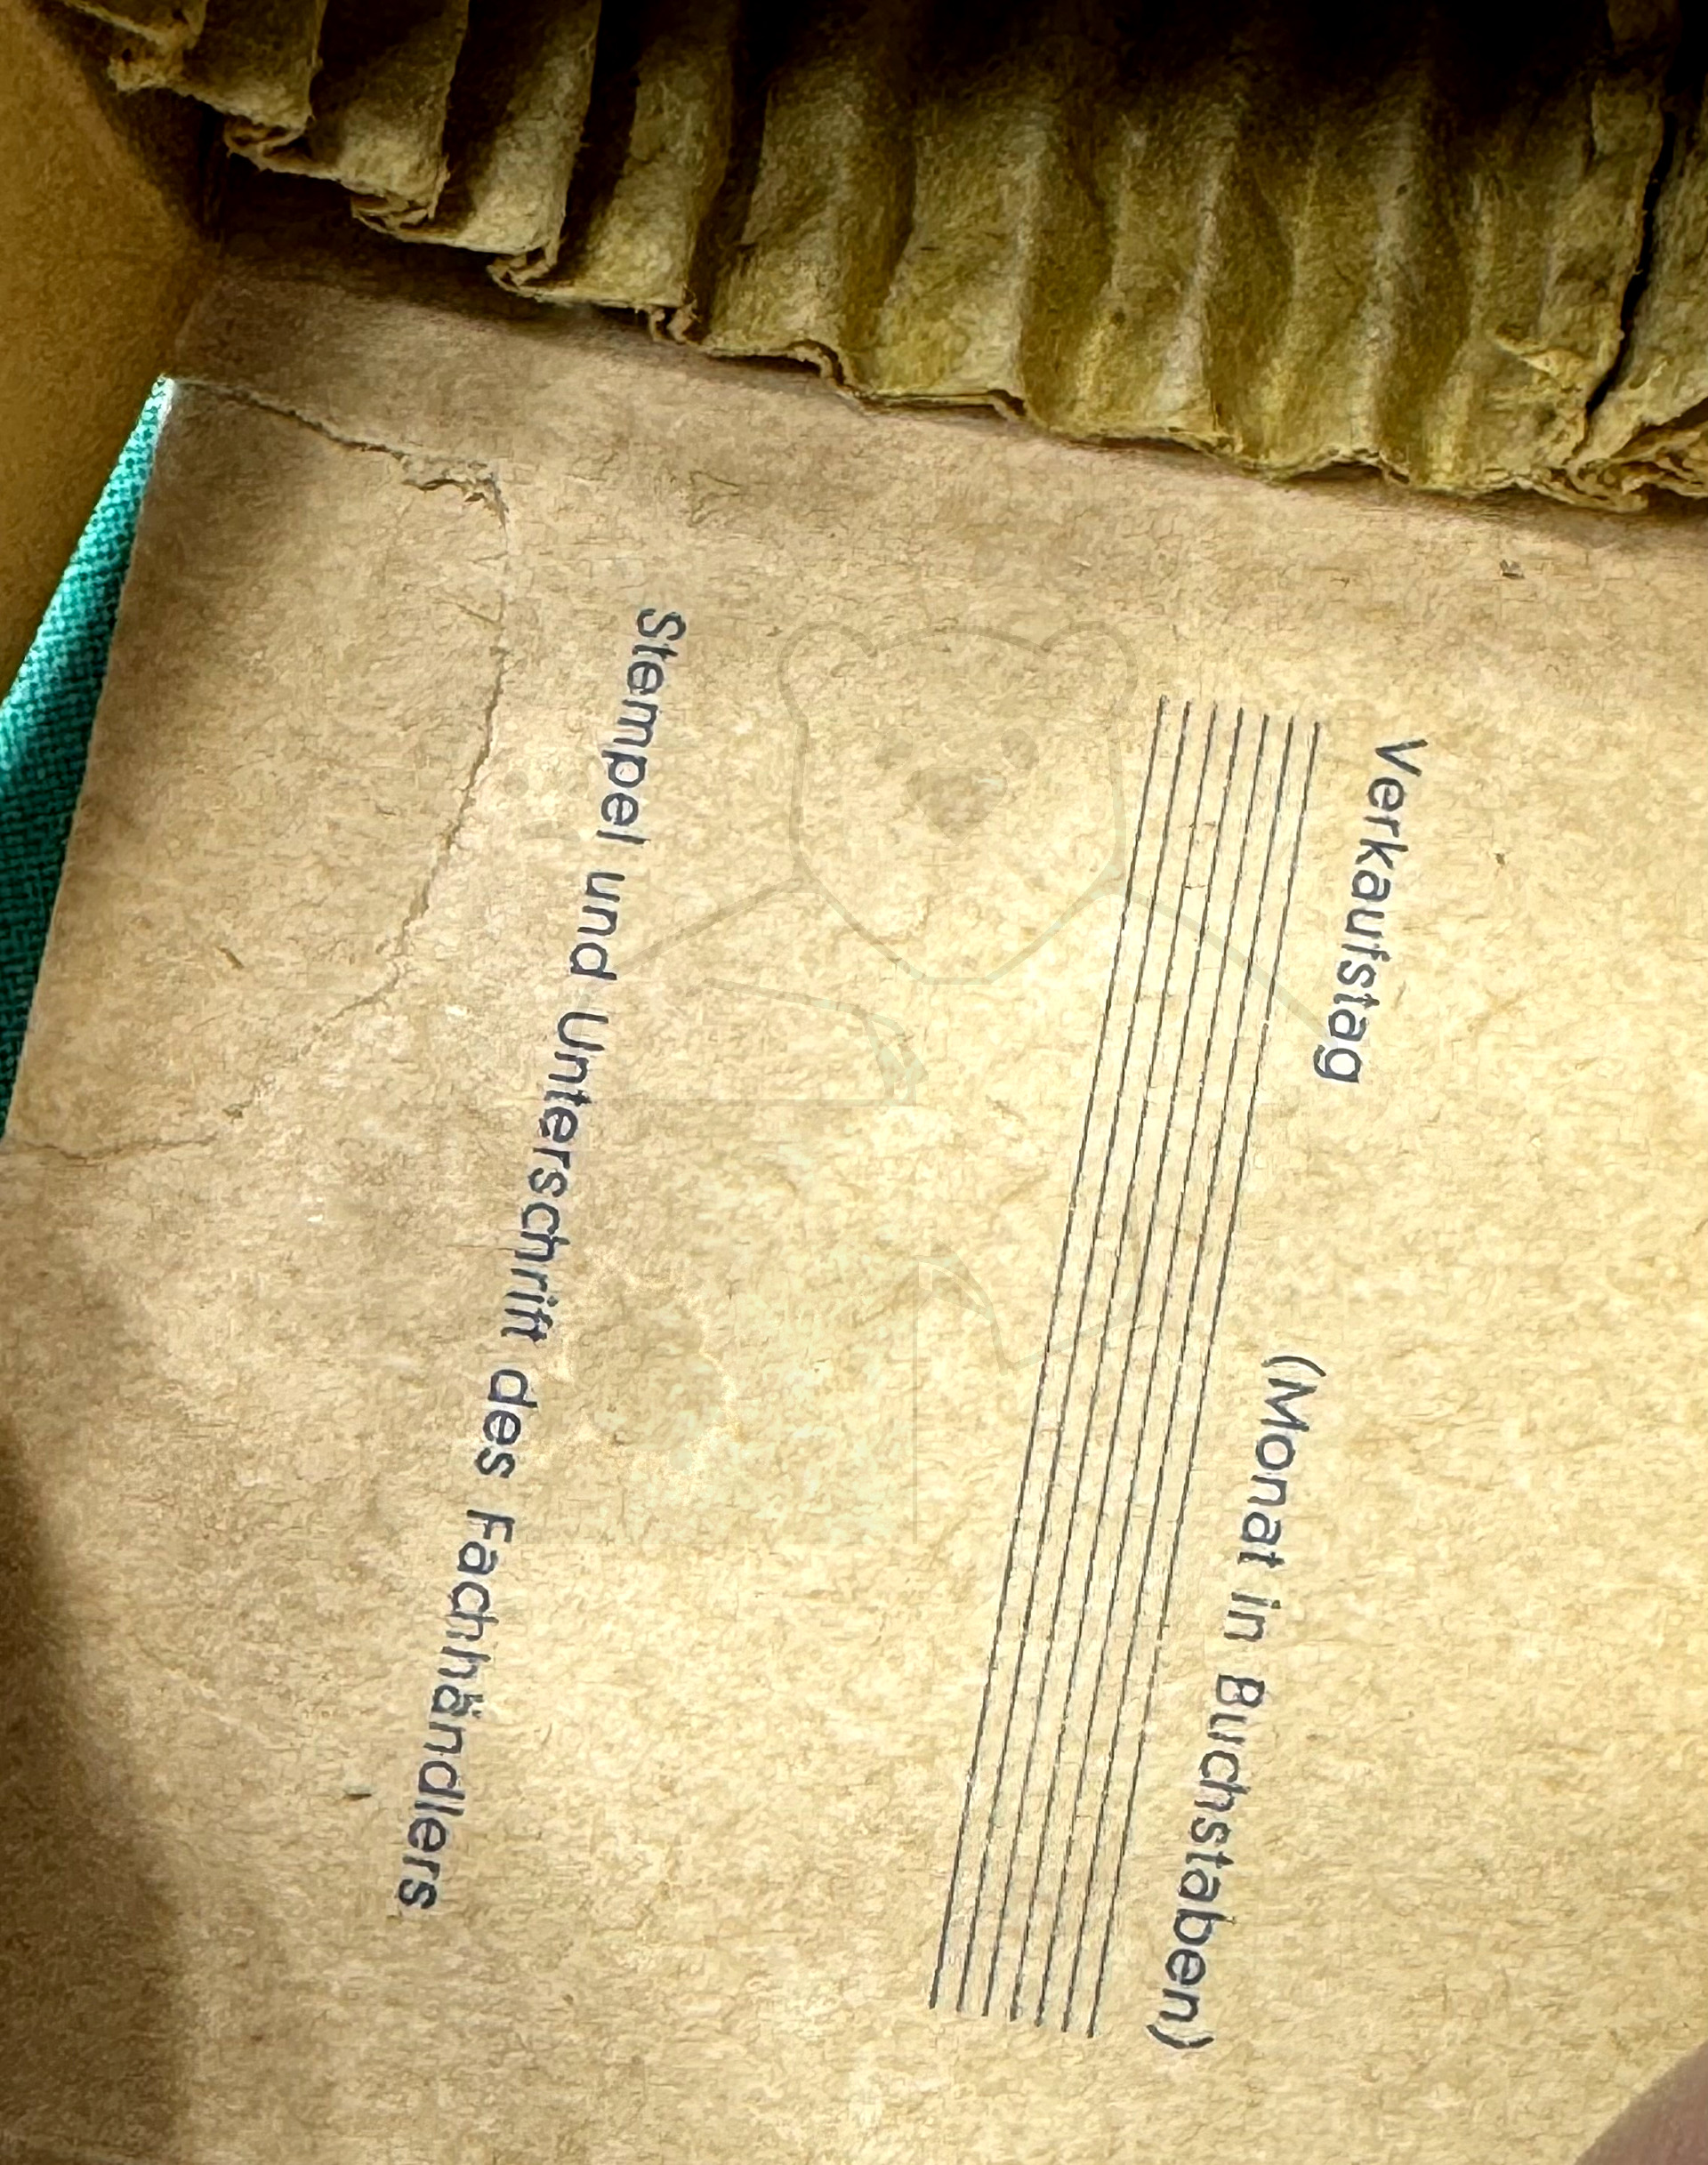 Verkaufstag
(Monat in Buchstaben)
Stempel und Unterschrift des Fachhändlers